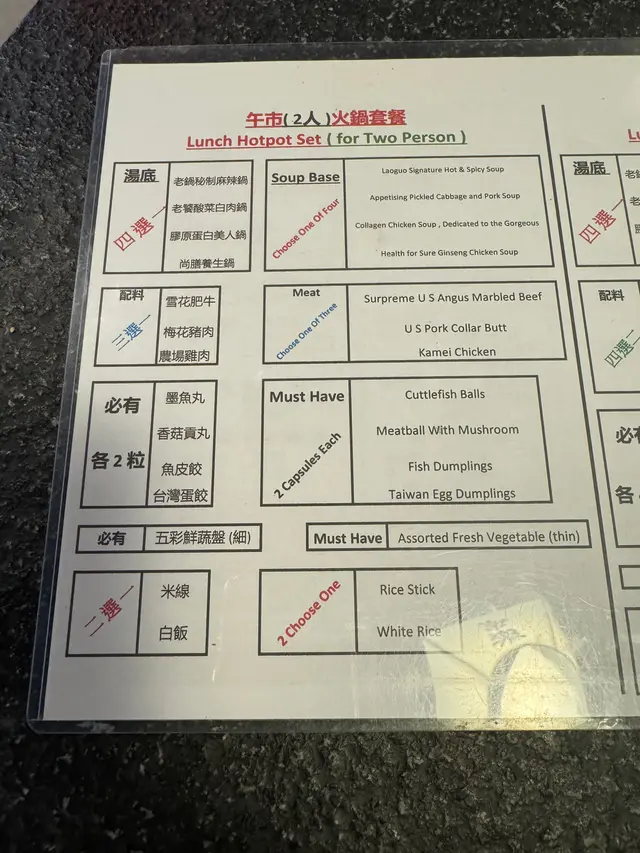 午市( 2人 )火鍋套餐
Lunch Hotpot Set ( for Two Person )
湯底
四選一
老鍋秘制麻辣鍋
老饕酸菜白肉鍋
膠原蛋白美人鍋
尚膳養生鍋
Soup Base
Choose One Of Four
Laoguo Signature Hot & Spicy Soup
Appetising Pickled Cabbage and Pork Soup
Collagen Chicken Soup , Dedicated to the Gorgeous
Health for Sure Ginseng Chicken Soup
配料
三選一
雪花肥牛
梅花豬肉
農場雞肉
Meat
Choose One Of Three
Surpreme U S Angus Marbled Beef
U S Pork Collar Butt
Kamei Chicken
必有
各 2 粒
墨魚丸
香菇貢丸
魚皮餃
台灣蛋餃
Must Have
2 Capsules Each
Cuttlefish Balls
Meatball With Mushroom
Fish Dumplings
Taiwan Egg Dumplings
必有
五彩鮮蔬盤 (細)
Must Have
Assorted Fresh Vegetable (thin)
二選一
米線
白飯
2 Choose One
Rice Stick
White Rice
湯底
四選一
配料
四選一